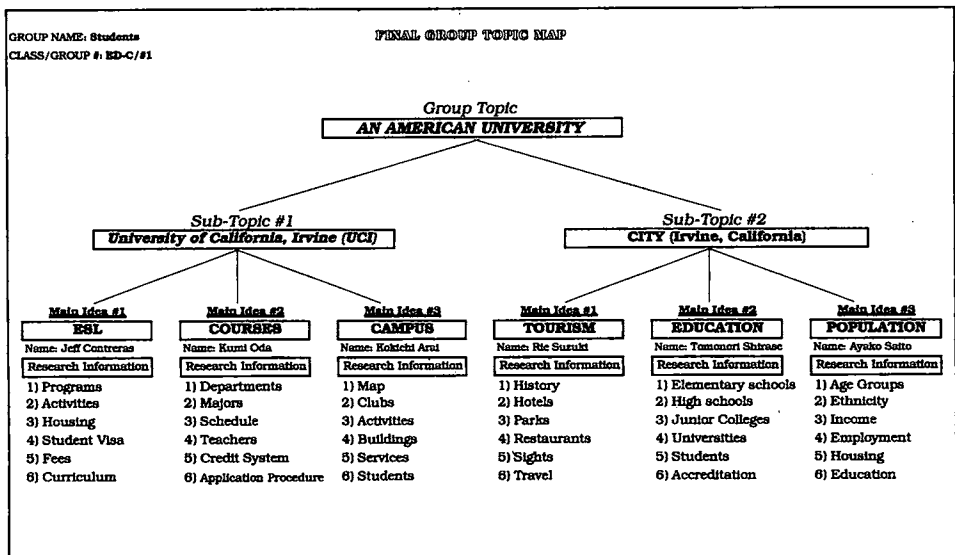 GROUP NAME: Students
FINAL GROUP TOPIC MAP
CLASS/GROUP #: ED-C/#1
Group Topic
AN AMERICAN UNIVERSITY
Sub-Topic #1
University of California, Irvine (UCI)
Sub-Topic #2
CITY (Irvine, California)
Main Idea #1
ESL
Name: Jeff Contreras
Research Information
1) Programs
2) Activities
3) Housing
4) Student Visa
5) Fees
6) Curriculum
Main Idea #2
COURSES
Name: Kumi Oda
Research Information
1) Departments
2) Majors
3) Schedule
4) Teachers
5) Credit System
6) Application Procedure
Main Idea #3
CAMPUS
Name: Kokichi Arai
Research Information
1) Map
2) Clubs
3) Activities
4) Buildings
5) Services
6) Students
Main Idea #1
TOURISM
Name: Rie Suzuki
Research Information
1) History
2) Hotels
3) Parks
4) Restaurants
5) Sights
6) Travel
Main Idea #2
EDUCATION
Name: Tomonori Shirase
Research Information
1) Elementary schools
2) High schools
3) Junior Colleges
4) Universities
5) Students
6) Accreditation
Main Idea #3
POPULATION
Name: Ayako Saito
Research Information
1) Age Groups
2) Ethnicity
3) Income
4) Employment
5) Housing
6) Education